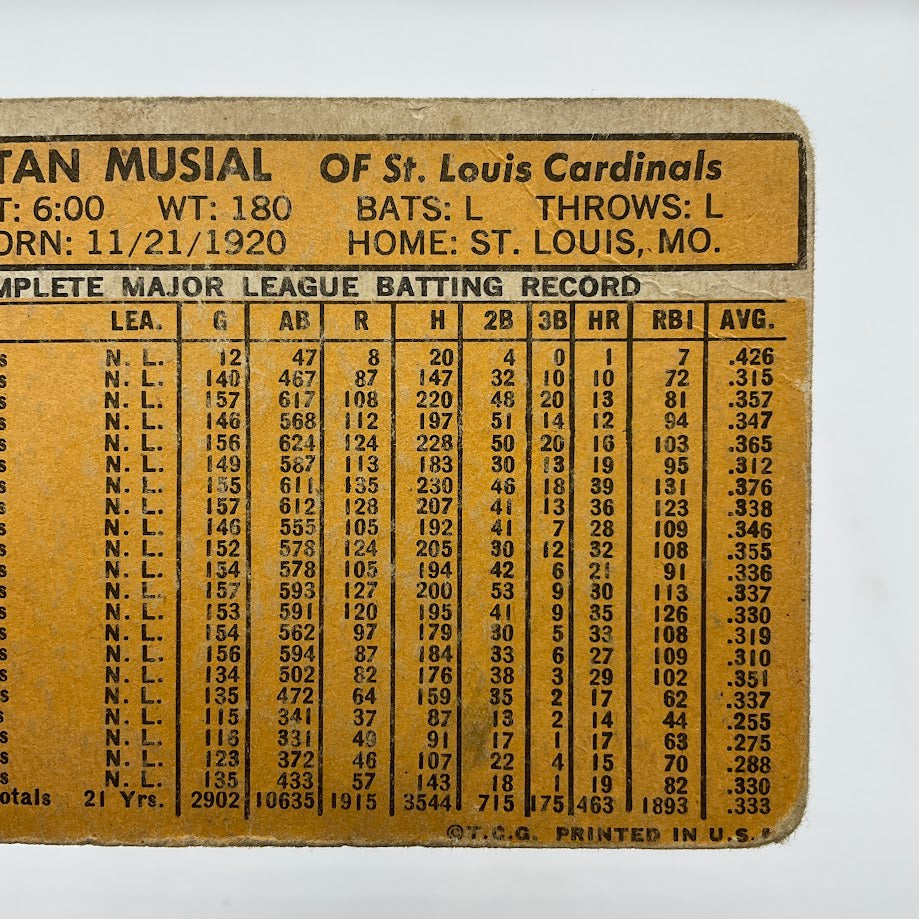 TAN MUSIAL OF St. Louis Cardinals
T: 6:00 WT: 180 BATS: L THROWS: L
ORN: 11/21/1920 HOME: ST. LOUIS, MO.
MPLETE MAJOR LEAGUE BATTING RECORD
LEA. G AB R H 2B 3B HR RBI AVG.
s N. L. 12 47 8 20 4 0 1 7 .426
s N. L. 140 467 87 147 32 10 10 72 .315
s N. L. 157 617 108 220 48 20 13 81 .357
s N. L. 146 568 112 197 51 14 12 94 .347
s N. L. 156 624 124 228 50 20 16 103 .365
s N. L. 149 587 113 183 30 13 19 95 .312
s N. L. 155 611 135 230 46 18 39 131 .376
s N. L. 157 612 128 207 41 13 36 123 .338
s N. L. 146 555 105 192 41 7 28 109 .346
s N. L. 152 578 124 205 30 12 32 108 .355
s N. L. 154 578 105 194 42 6 21 91 .336
s N. L. 157 593 127 200 53 9 30 113 .337
s N. L. 153 591 120 195 41 9 35 126 .330
s N. L. 154 562 97 179 30 5 33 108 .319
s N. L. 156 594 87 184 33 6 27 109 .310
s N. L. 134 502 82 176 38 3 29 102 .351
s N. L. 135 472 64 159 35 2 17 62 .337
s N. L. 115 341 37 87 13 2 14 44 .255
s N. L. 116 331 49 91 17 1 17 63 .275
s N. L. 123 372 46 107 22 4 15 70 .288
s N. L. 135 433 57 143 18 1 19 82 .330
otals 21 Yrs. 2902 10635 1915 3544 715 175 463 1893 .333
©T.C.G. PRINTED IN U.S.A